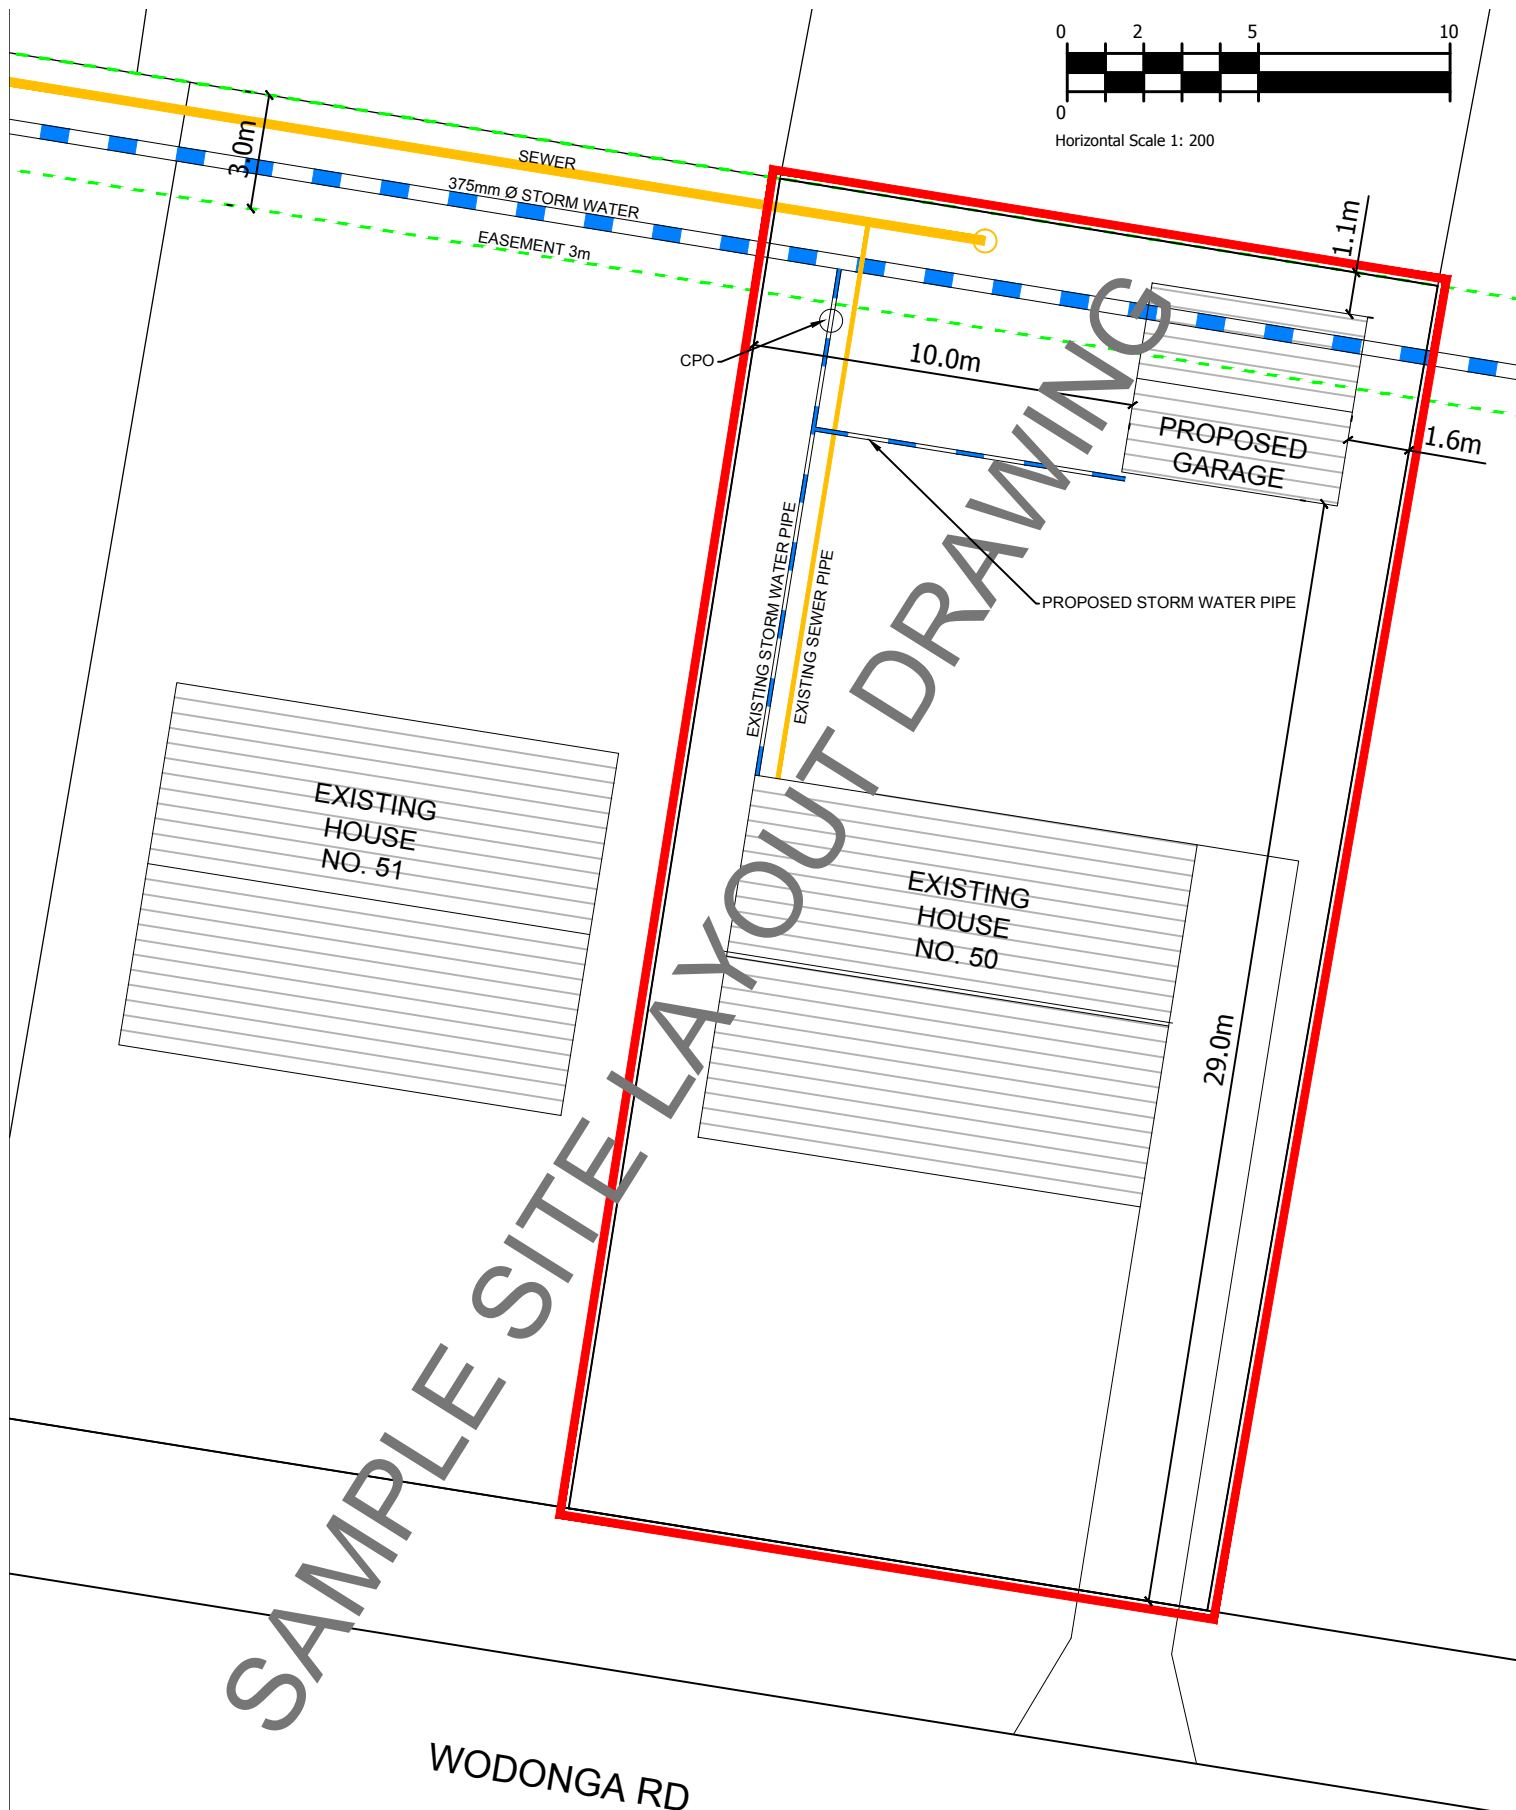 0 2 5 10
0
Horizontal Scale 1: 200
3.0m
SEWER
375mm Ø STORM WATER
EASEMENT 3m
1.1m
CPO
10.0m
PROPOSED
GARAGE
1.6m
EXISTING STORM WATER PIPE
EXISTING SEWER PIPE
PROPOSED STORM WATER PIPE
EXISTING
HOUSE
NO. 51
EXISTING
HOUSE
NO. 50
29.0m
SAMPLE SITE LAYOUT DRAWING
WODONGA RD